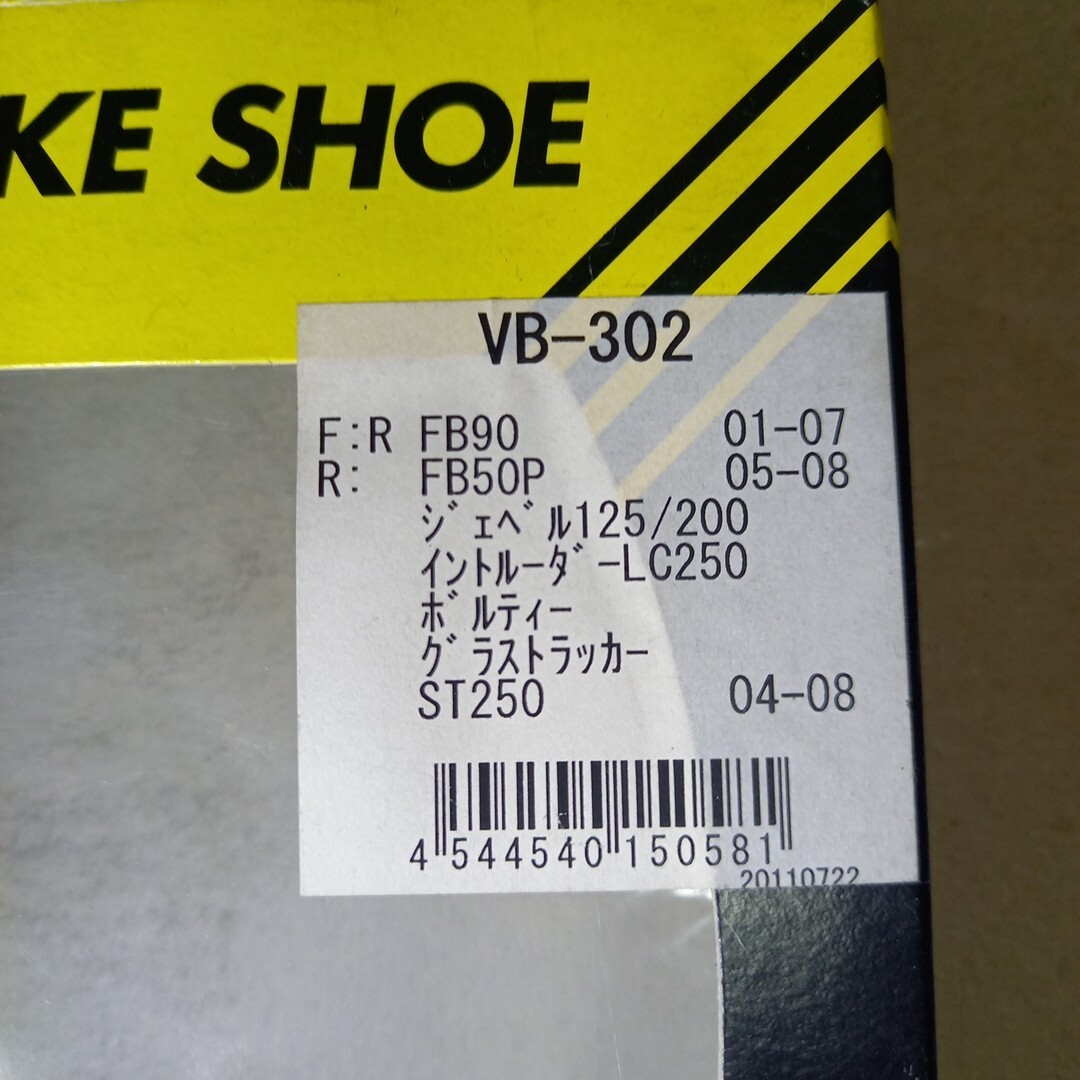 KE SHOE
VB-302
F:R FB90 01-07
R: FB50P 05-08
ｼﾞｪﾍﾞﾙ125/200
ｲﾝﾄﾙｰﾀﾞｰLC250
ﾎﾞﾙﾃｨｰ
ｸﾞﾗｽﾄﾗｯｶｰ
ST250 04-08
4 544540 150581
20110722